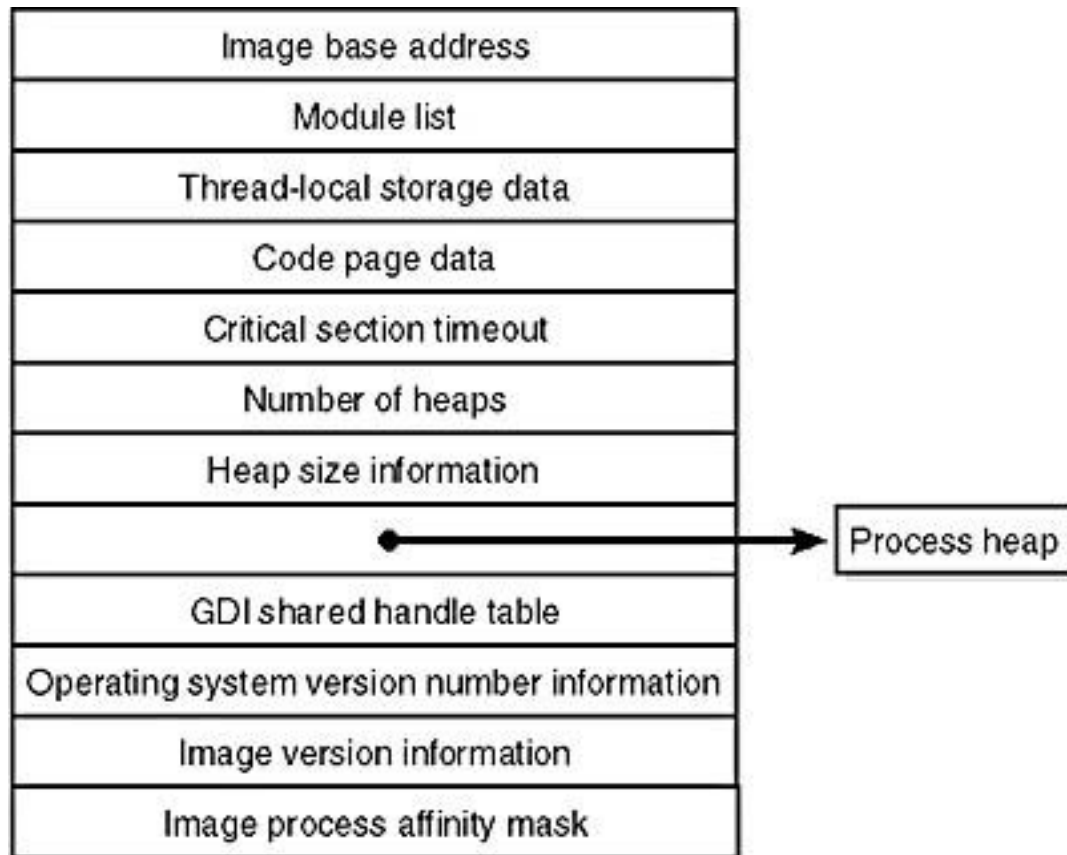 Image base address
Module list
Thread-local storage data
Code page data
Critical section timeout
Number of heaps
Heap size information
Process heap
GDI shared handle table
Operating system version number information
Image version information
Image process affinity mask